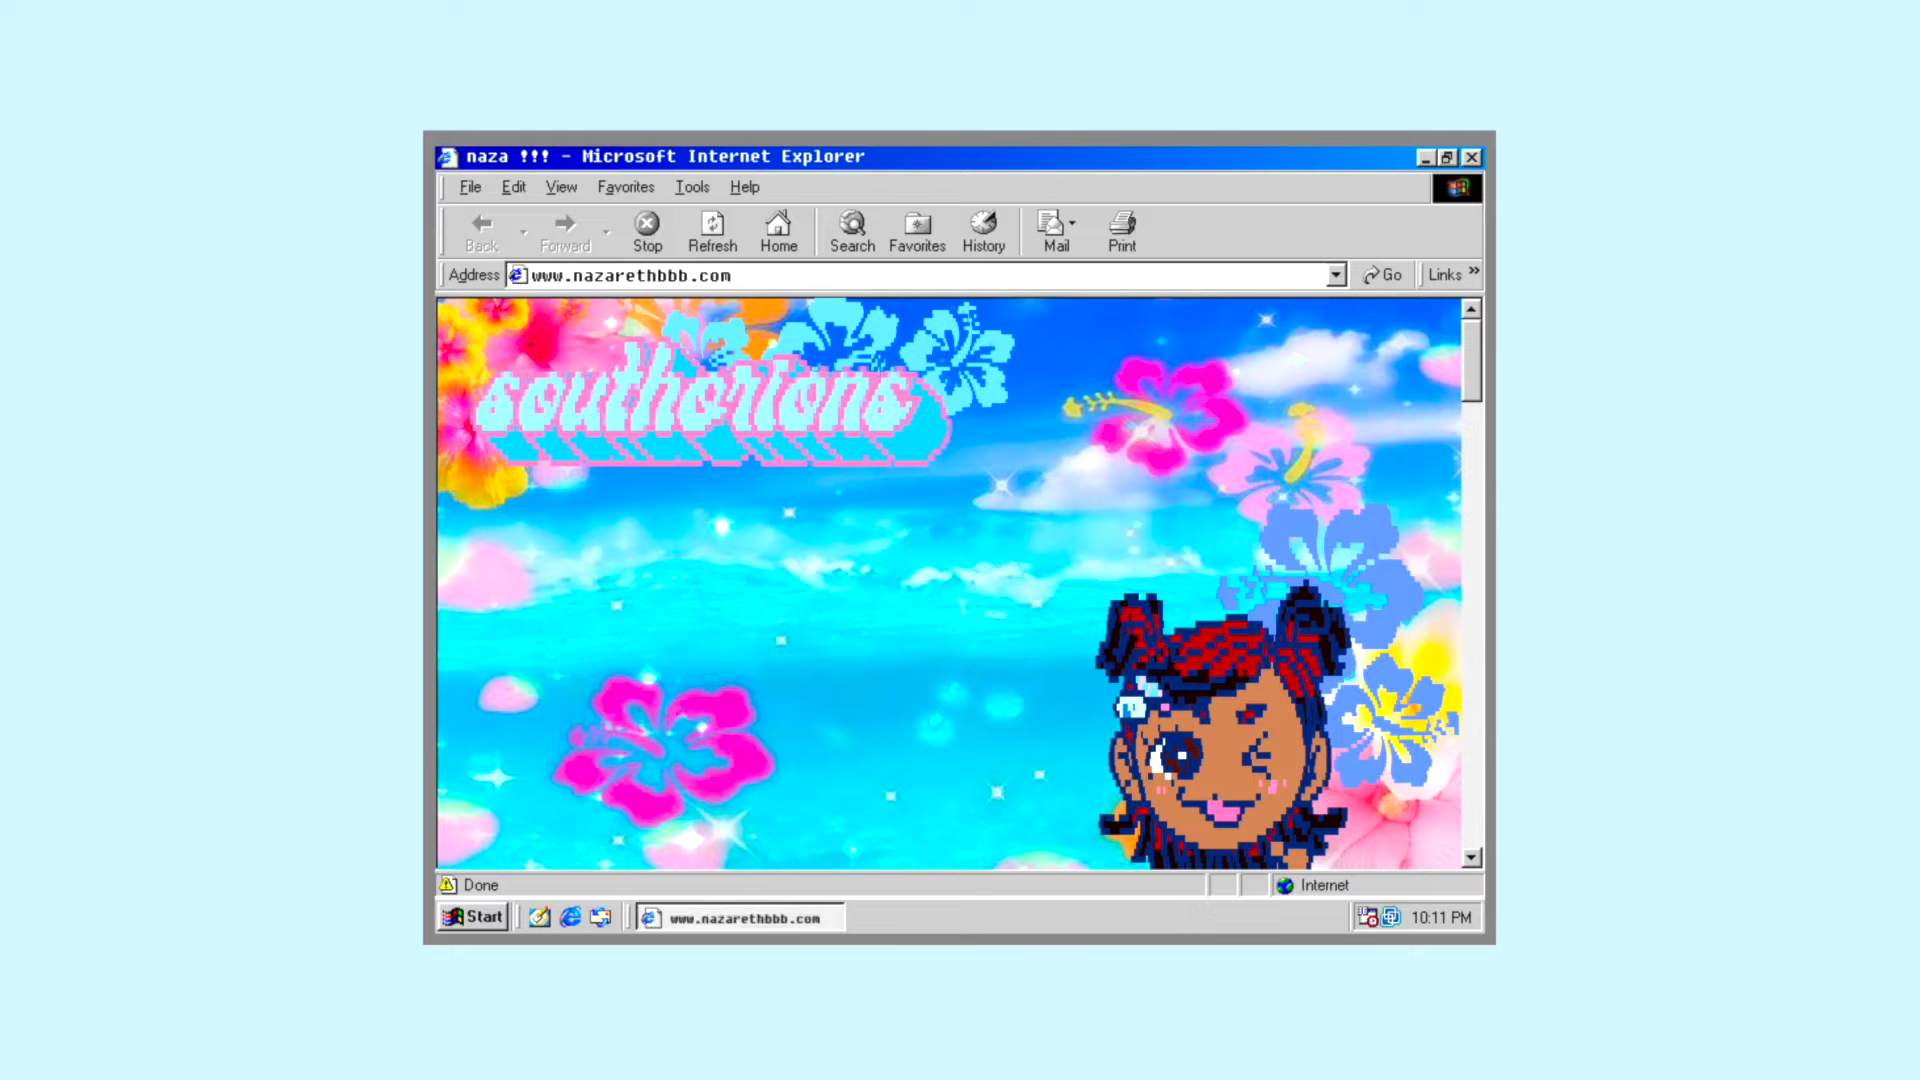 naza !!! - Microsoft Internet Explorer
File Edit View Favorites Tools Help
Back Forward Stop Refresh Home Search Favorites History Mail Print
Address www.nazarethbbb.com Go Links »
southorions
Done Internet
Start www.nazarethbbb.com 10:11 PM